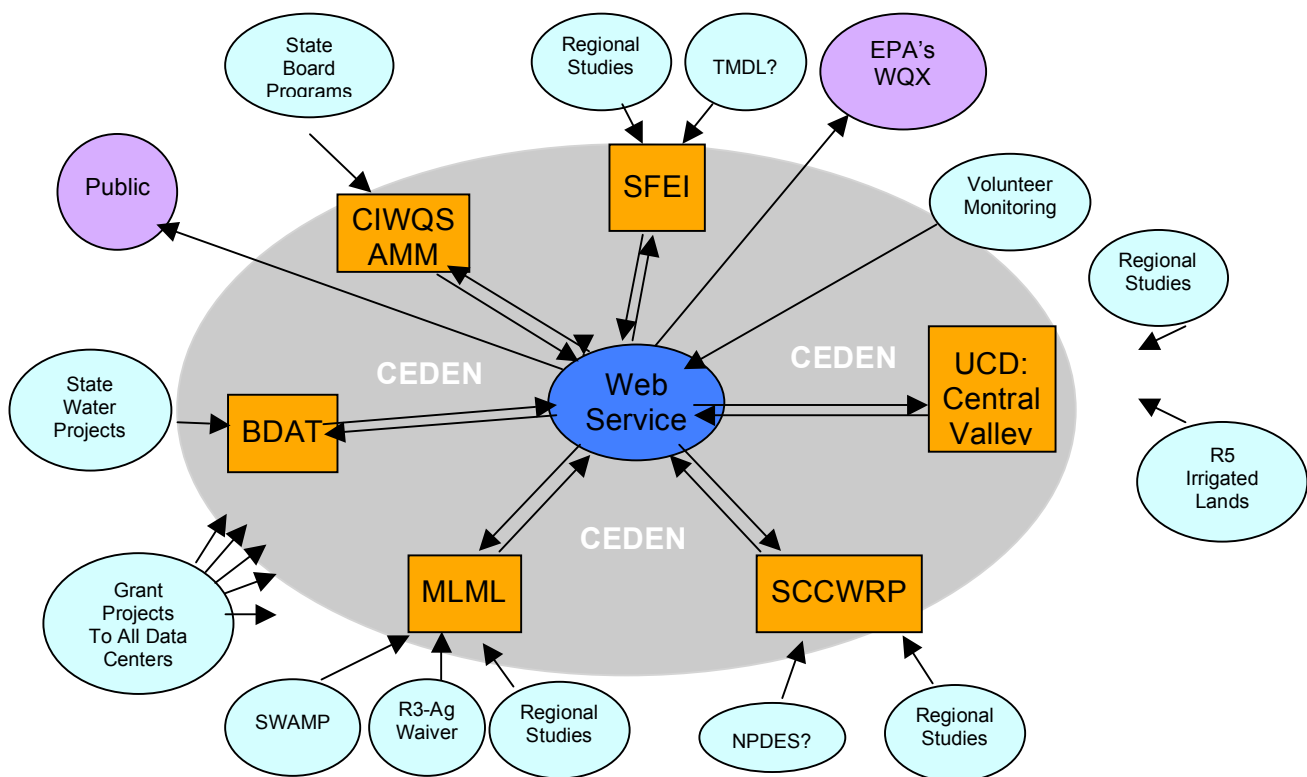 State
Board
Programs
Regional
Studies
TMDL?
EPA's
WQX
Public
CIWQS
AMM
SFEI
Volunteer
Monitoring
Regional
Studies
CEDEN
CEDEN
Web
Service
UCD:
Central
Valley
State
Water
Projects
BDAT
R5
Irrigated
Lands
CEDEN
Grant
Projects
To All Data
Centers
MLML
SCCWRP
SWAMP
R3-Ag
Waiver
Regional
Studies
NPDES?
Regional
Studies